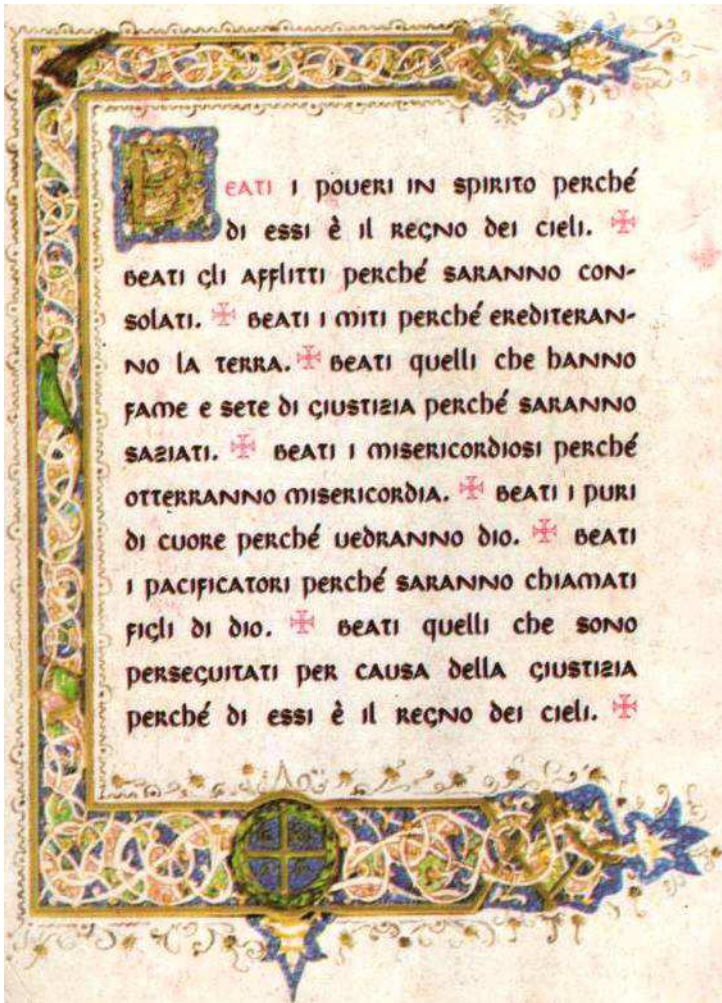 BEATI I POVERI IN SPIRITO perché
di essi è il REGNO dei cieli. ✠
BEATI gli AFFLITTI perché SARANNO CON-
solati. ✠ BEATI I MITI perché EREDITERAN-
NO lA TERRA. ✠ BEATI quelli che hANNO
FAME e sete di GIUSTIZIA perché SARANNO
SAZIATI. ✠ BEATI I MISERICORDIOSI perché
OTTERRANNO MISERICORDIA. ✠ BEATI I PURI
di CUORE perché VEDRANNO DIO. ✠ BEATI
I PACIFICATORI perché SARANNO ChIAMATI
FIGlI di DIO. ✠ BEATI quelli che SONO
PERSEGUITATI PER CAUSA dellA GIUSTIZIA
perché di essi è il REGNO dei cieli. ✠